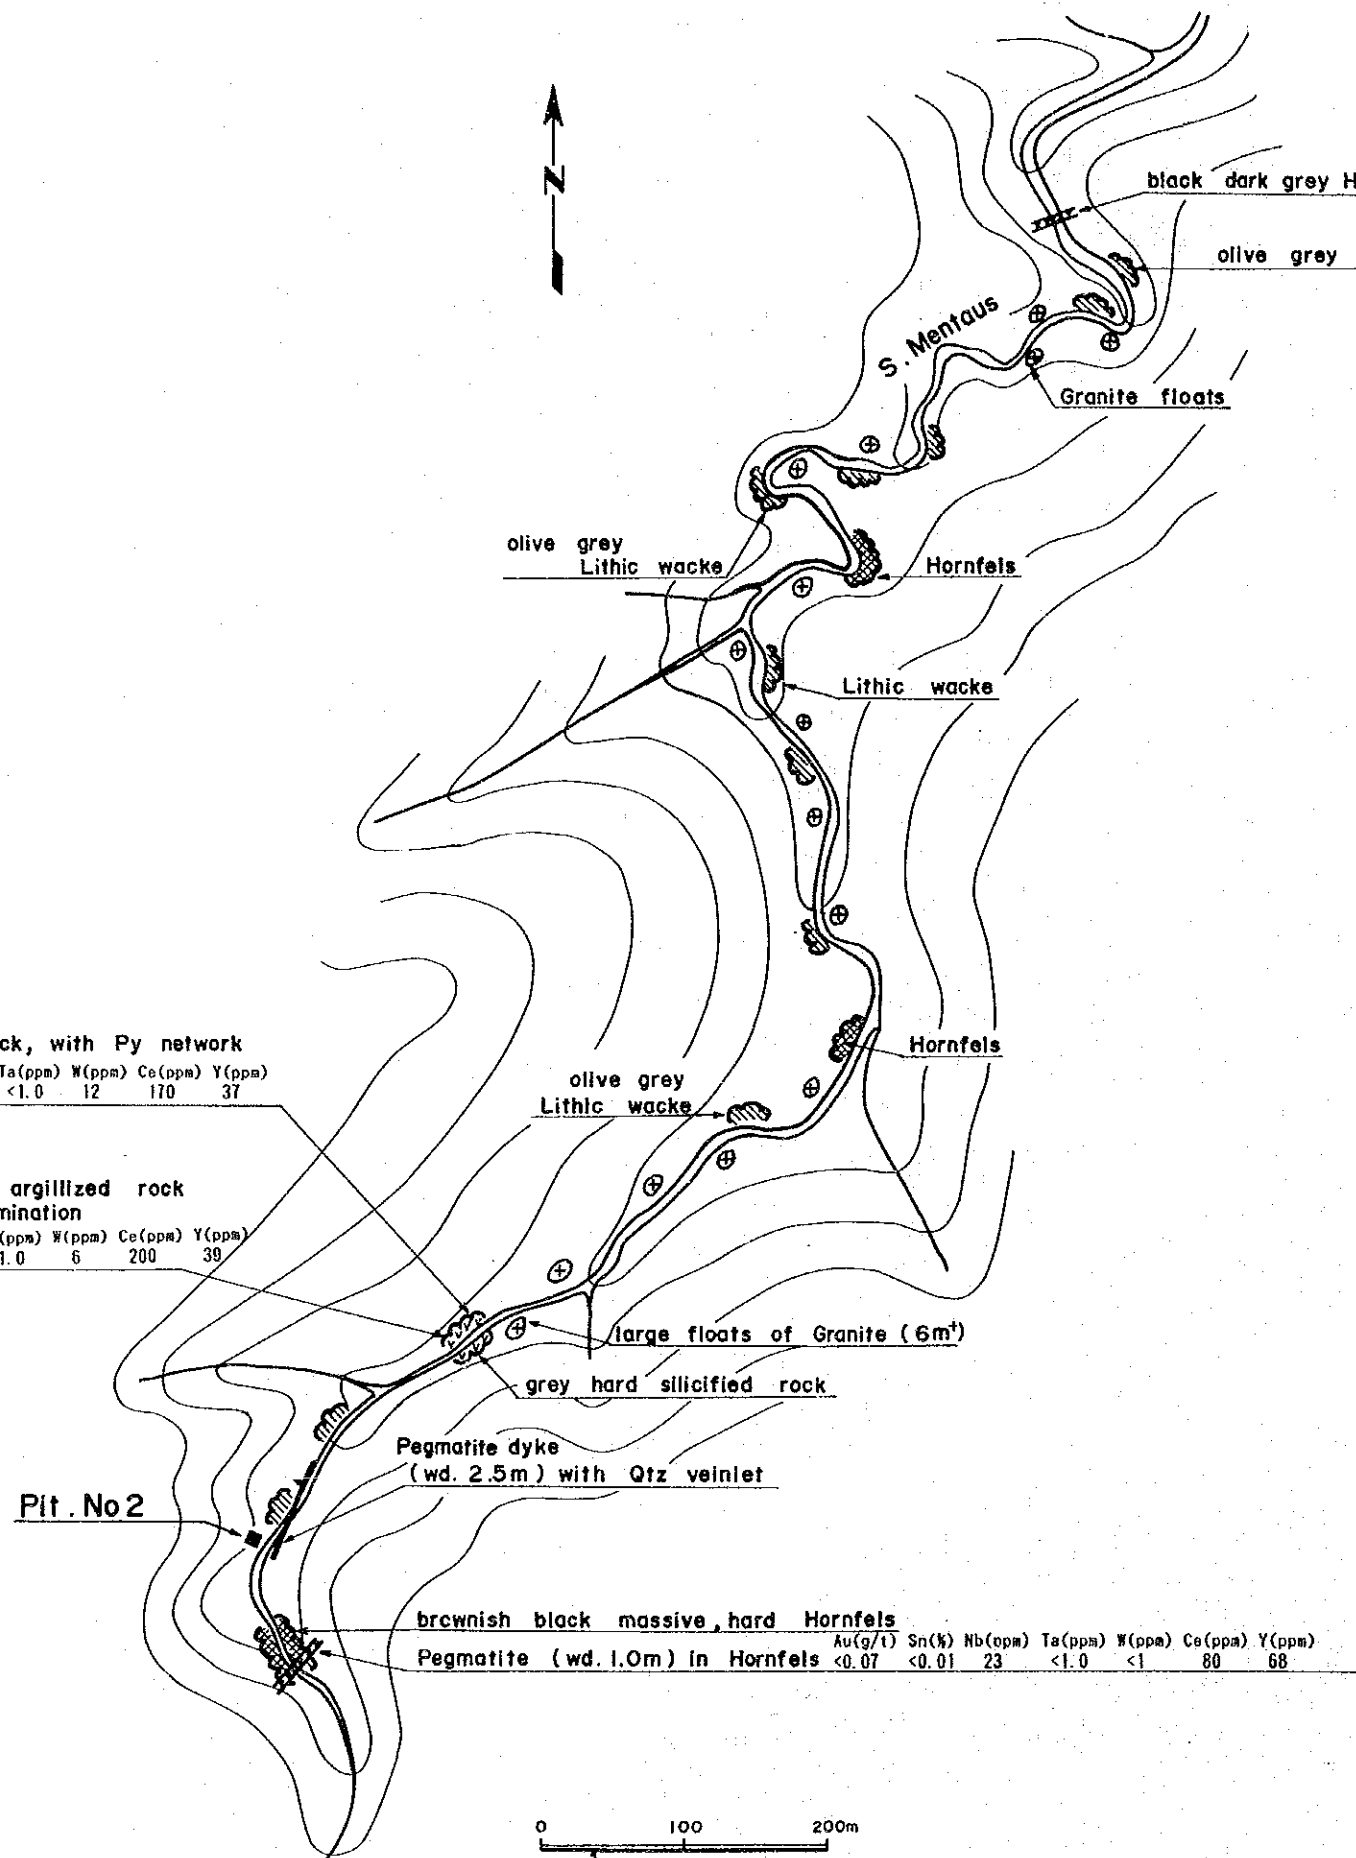 N
black dark grey H
olive grey
S. Mentaus
Granite floats
olive grey
Lithic wacke
Hornfels
Lithic wacke
Hornfels
olive grey
Lithic wacke
ck, with Py network
Ta(ppm) W(ppm) Ce(ppm) Y(ppm)
<1.0 12 170 37
argillized rock
mination
(ppm) W(ppm) Ce(ppm) Y(ppm)
1.0 6 200 39
large floats of Granite (6m⁺)
grey hard silicified rock
Pegmatite dyke
(wd. 2.5m) with Qtz veinlet
Pit. No 2
brownish black massive, hard Hornfels
Au(g/t) Sn(%) Nb(ppm) Ta(ppm) W(ppm) Ce(ppm) Y(ppm)
Pegmatite (wd. 1.0m) in Hornfels <0.07 <0.01 23 <1.0 <1 80 68
0 100 200m